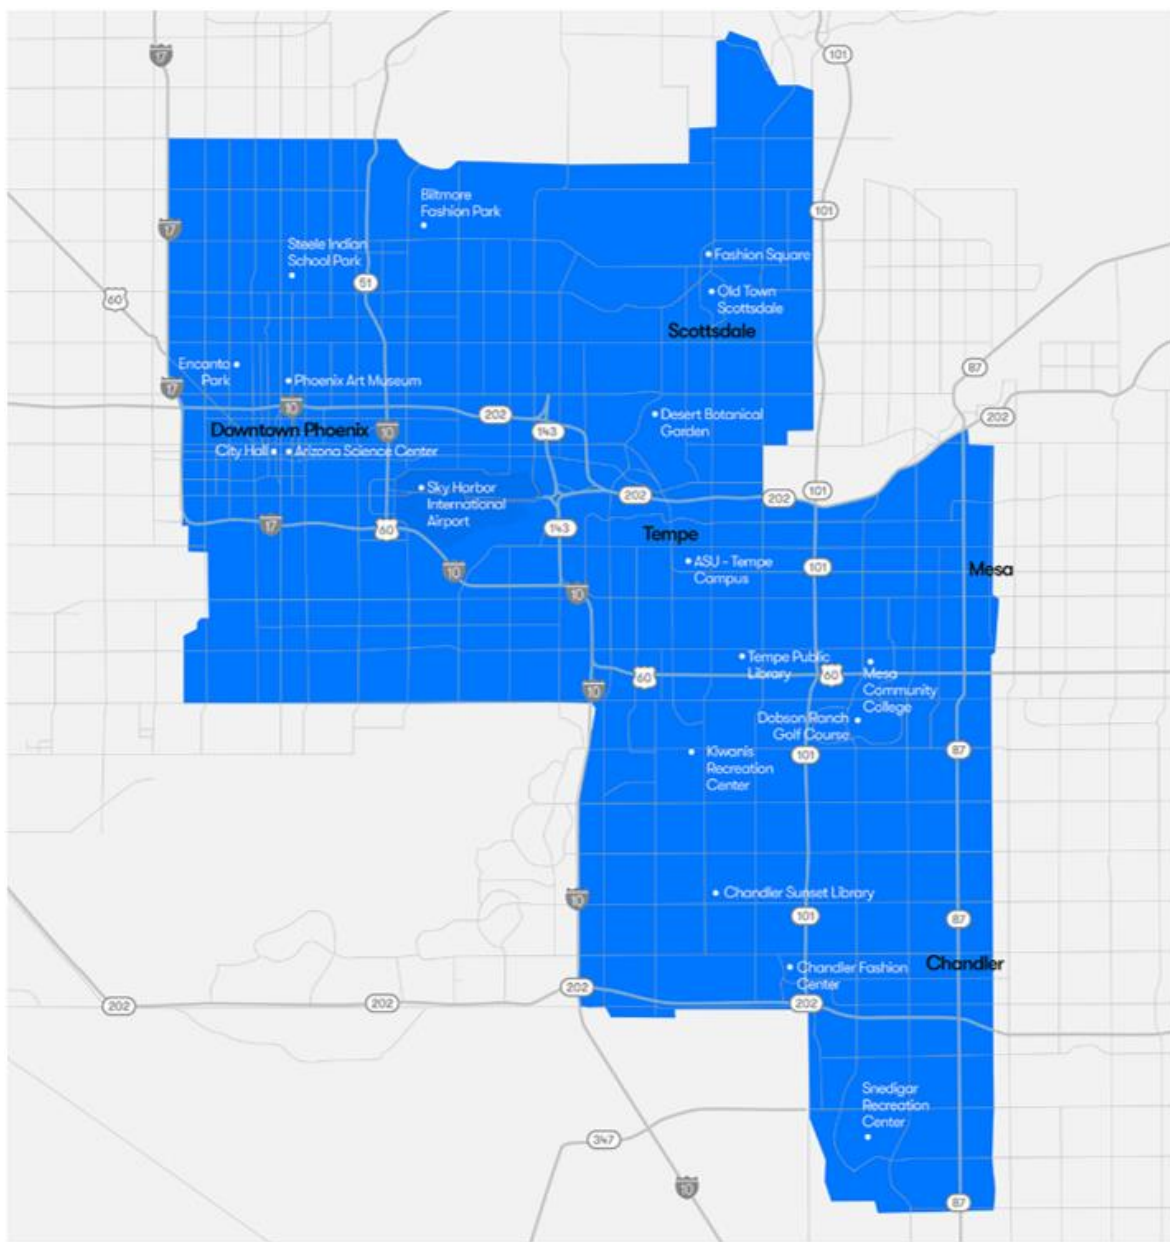 17
101
Biltmore
Fashion Park
101
17
Steele Indian
School Park
Fashion Square
51
60
Old Town
Scottsdale
Scottsdale
Encanto
Park
Phoenix Art Museum
87
17
10
202
Desert Botanical
Garden
202
Downtown Phoenix
10
143
City Hall
Arizona Science Center
Sky Harbor
International
Airport
202
202
101
17
60
143
Tempe
ASU - Tempe
Campus
101
Mesa
10
10
Tempe Public
Library
60
60
Mesa
Community
College
10
Dobson Ranch
Golf Course
Kiwanis
Recreation
Center
101
87
Chandler Sunset Library
10
101
87
Chandler
Chandler Fashion
Center
202
202
202
202
Snedigar
Recreation
Center
347
10
87